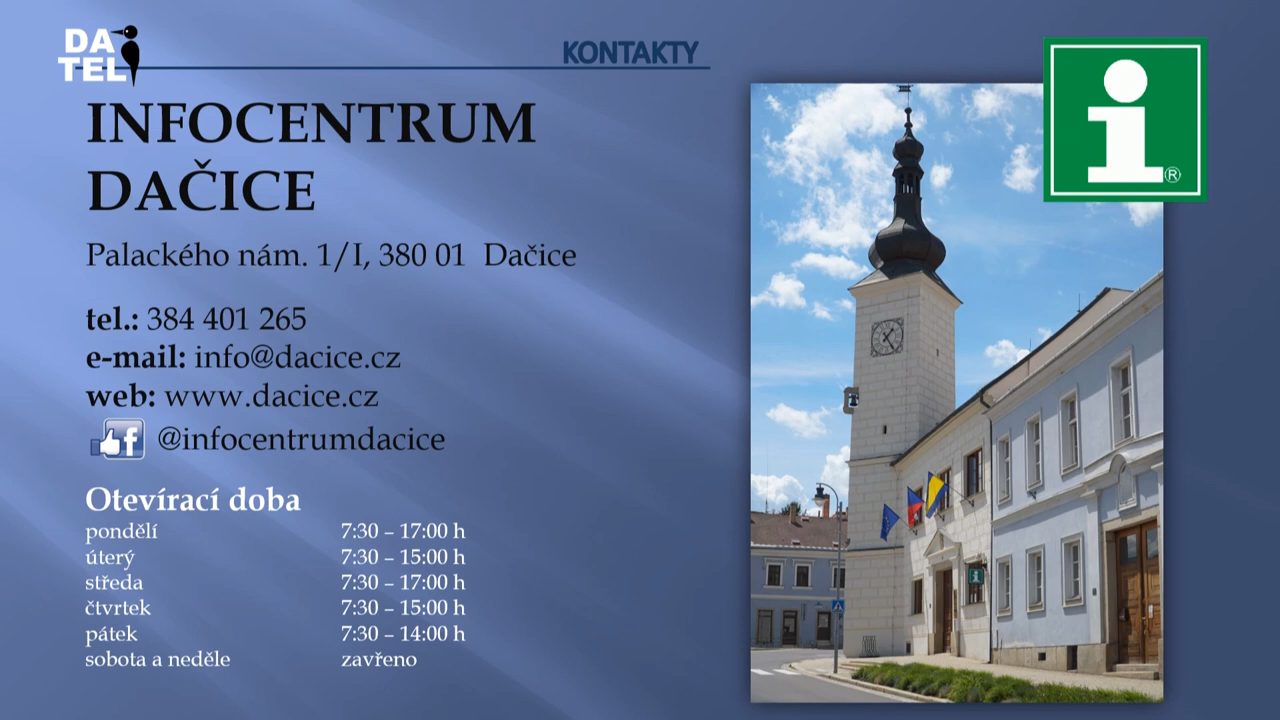 DA
TEL
KONTAKTY
INFOCENTRUM
DAČICE
Palackého nám. 1/I, 380 01 Dačice
tel.: 384 401 265
e-mail: info@dacice.cz
web: www.dacice.cz
f @infocentrumdacice
Otevírací doba
pondělí 7:30 – 17:00 h
úterý 7:30 – 15:00 h
středa 7:30 – 17:00 h
čtvrtek 7:30 – 15:00 h
pátek 7:30 – 14:00 h
sobota a neděle zavřeno
i ®